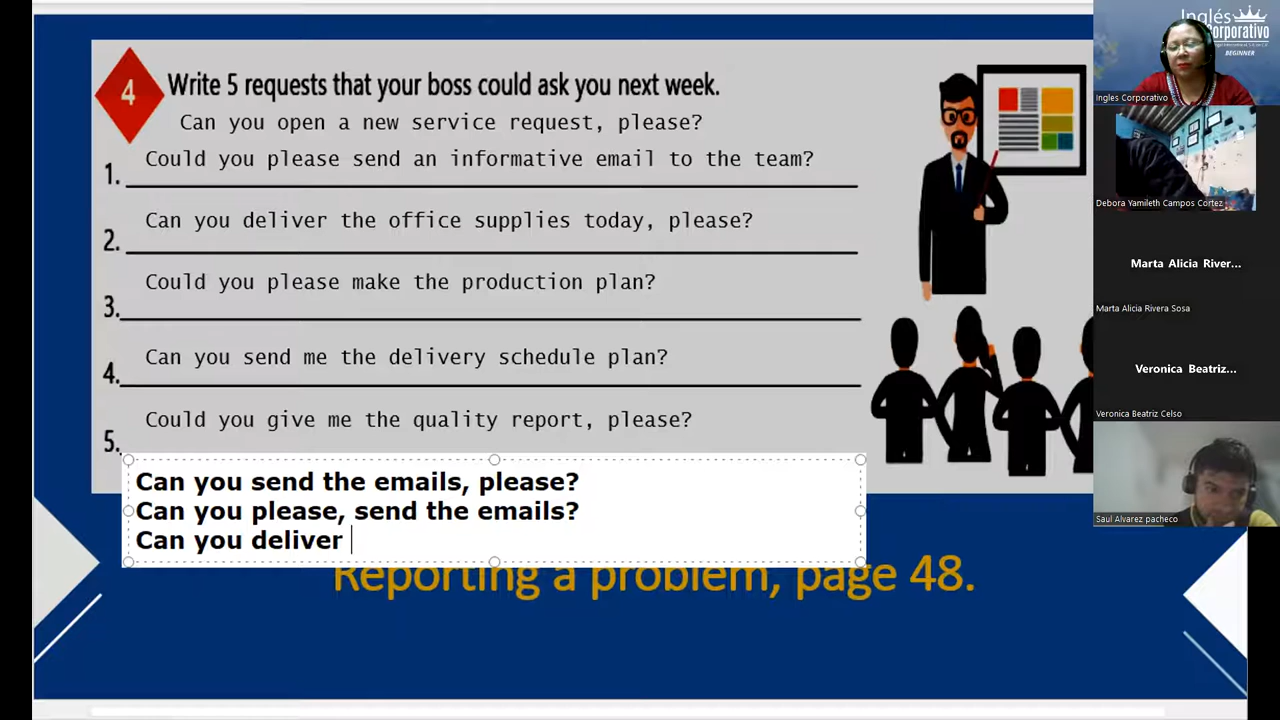 4 Write 5 requests that your boss could ask you next week.
Can you open a new service request, please?
1. Could you please send an informative email to the team?
2. Can you deliver the office supplies today, please?
3. Could you please make the production plan?
4. Can you send me the delivery schedule plan?
5. Could you give me the quality report, please?
Can you send the emails, please?
Can you please, send the emails?
Can you deliver
Reporting a problem, page 48.
Inglés
Corporativo
BEGINNER
Ingles Corporativo
Debora Yamileth Campos Cortez
Marta Alicia River...
Marta Alicia Rivera Sosa
Veronica Beatriz...
Veronica Beatriz Celso
Saul Alvarez pacheco